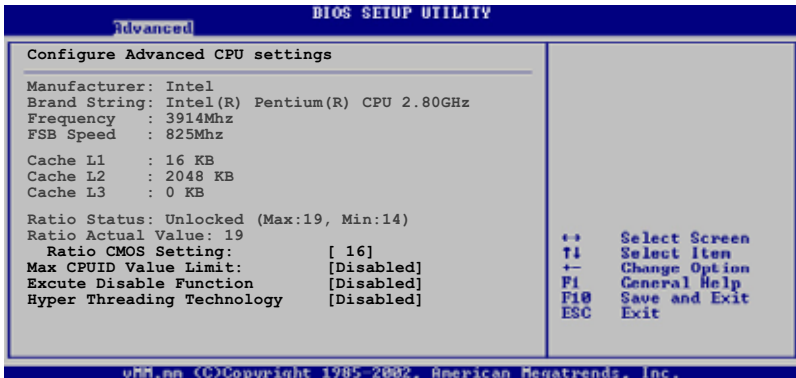 BIOS SETUP UTILITY
Advanced
Configure Advanced CPU settings
Manufacturer: Intel
Brand String: Intel(R) Pentium(R) CPU 2.80GHz
Frequency : 3914Mhz
FSB Speed : 825Mhz
Cache L1 : 16 KB
Cache L2 : 2048 KB
Cache L3 : 0 KB
Ratio Status: Unlocked (Max:19, Min:14)
Ratio Actual Value: 19
Ratio CMOS Setting: [ 16]
Max CPUID Value Limit: [Disabled]
Excute Disable Function [Disabled]
Hyper Threading Technology [Disabled]
↔ Select Screen
↑↓ Select Item
+- Change Option
F1 General Help
F10 Save and Exit
ESC Exit
vMM.mm (C)Copyright 1985-2002, American Megatrends, Inc.